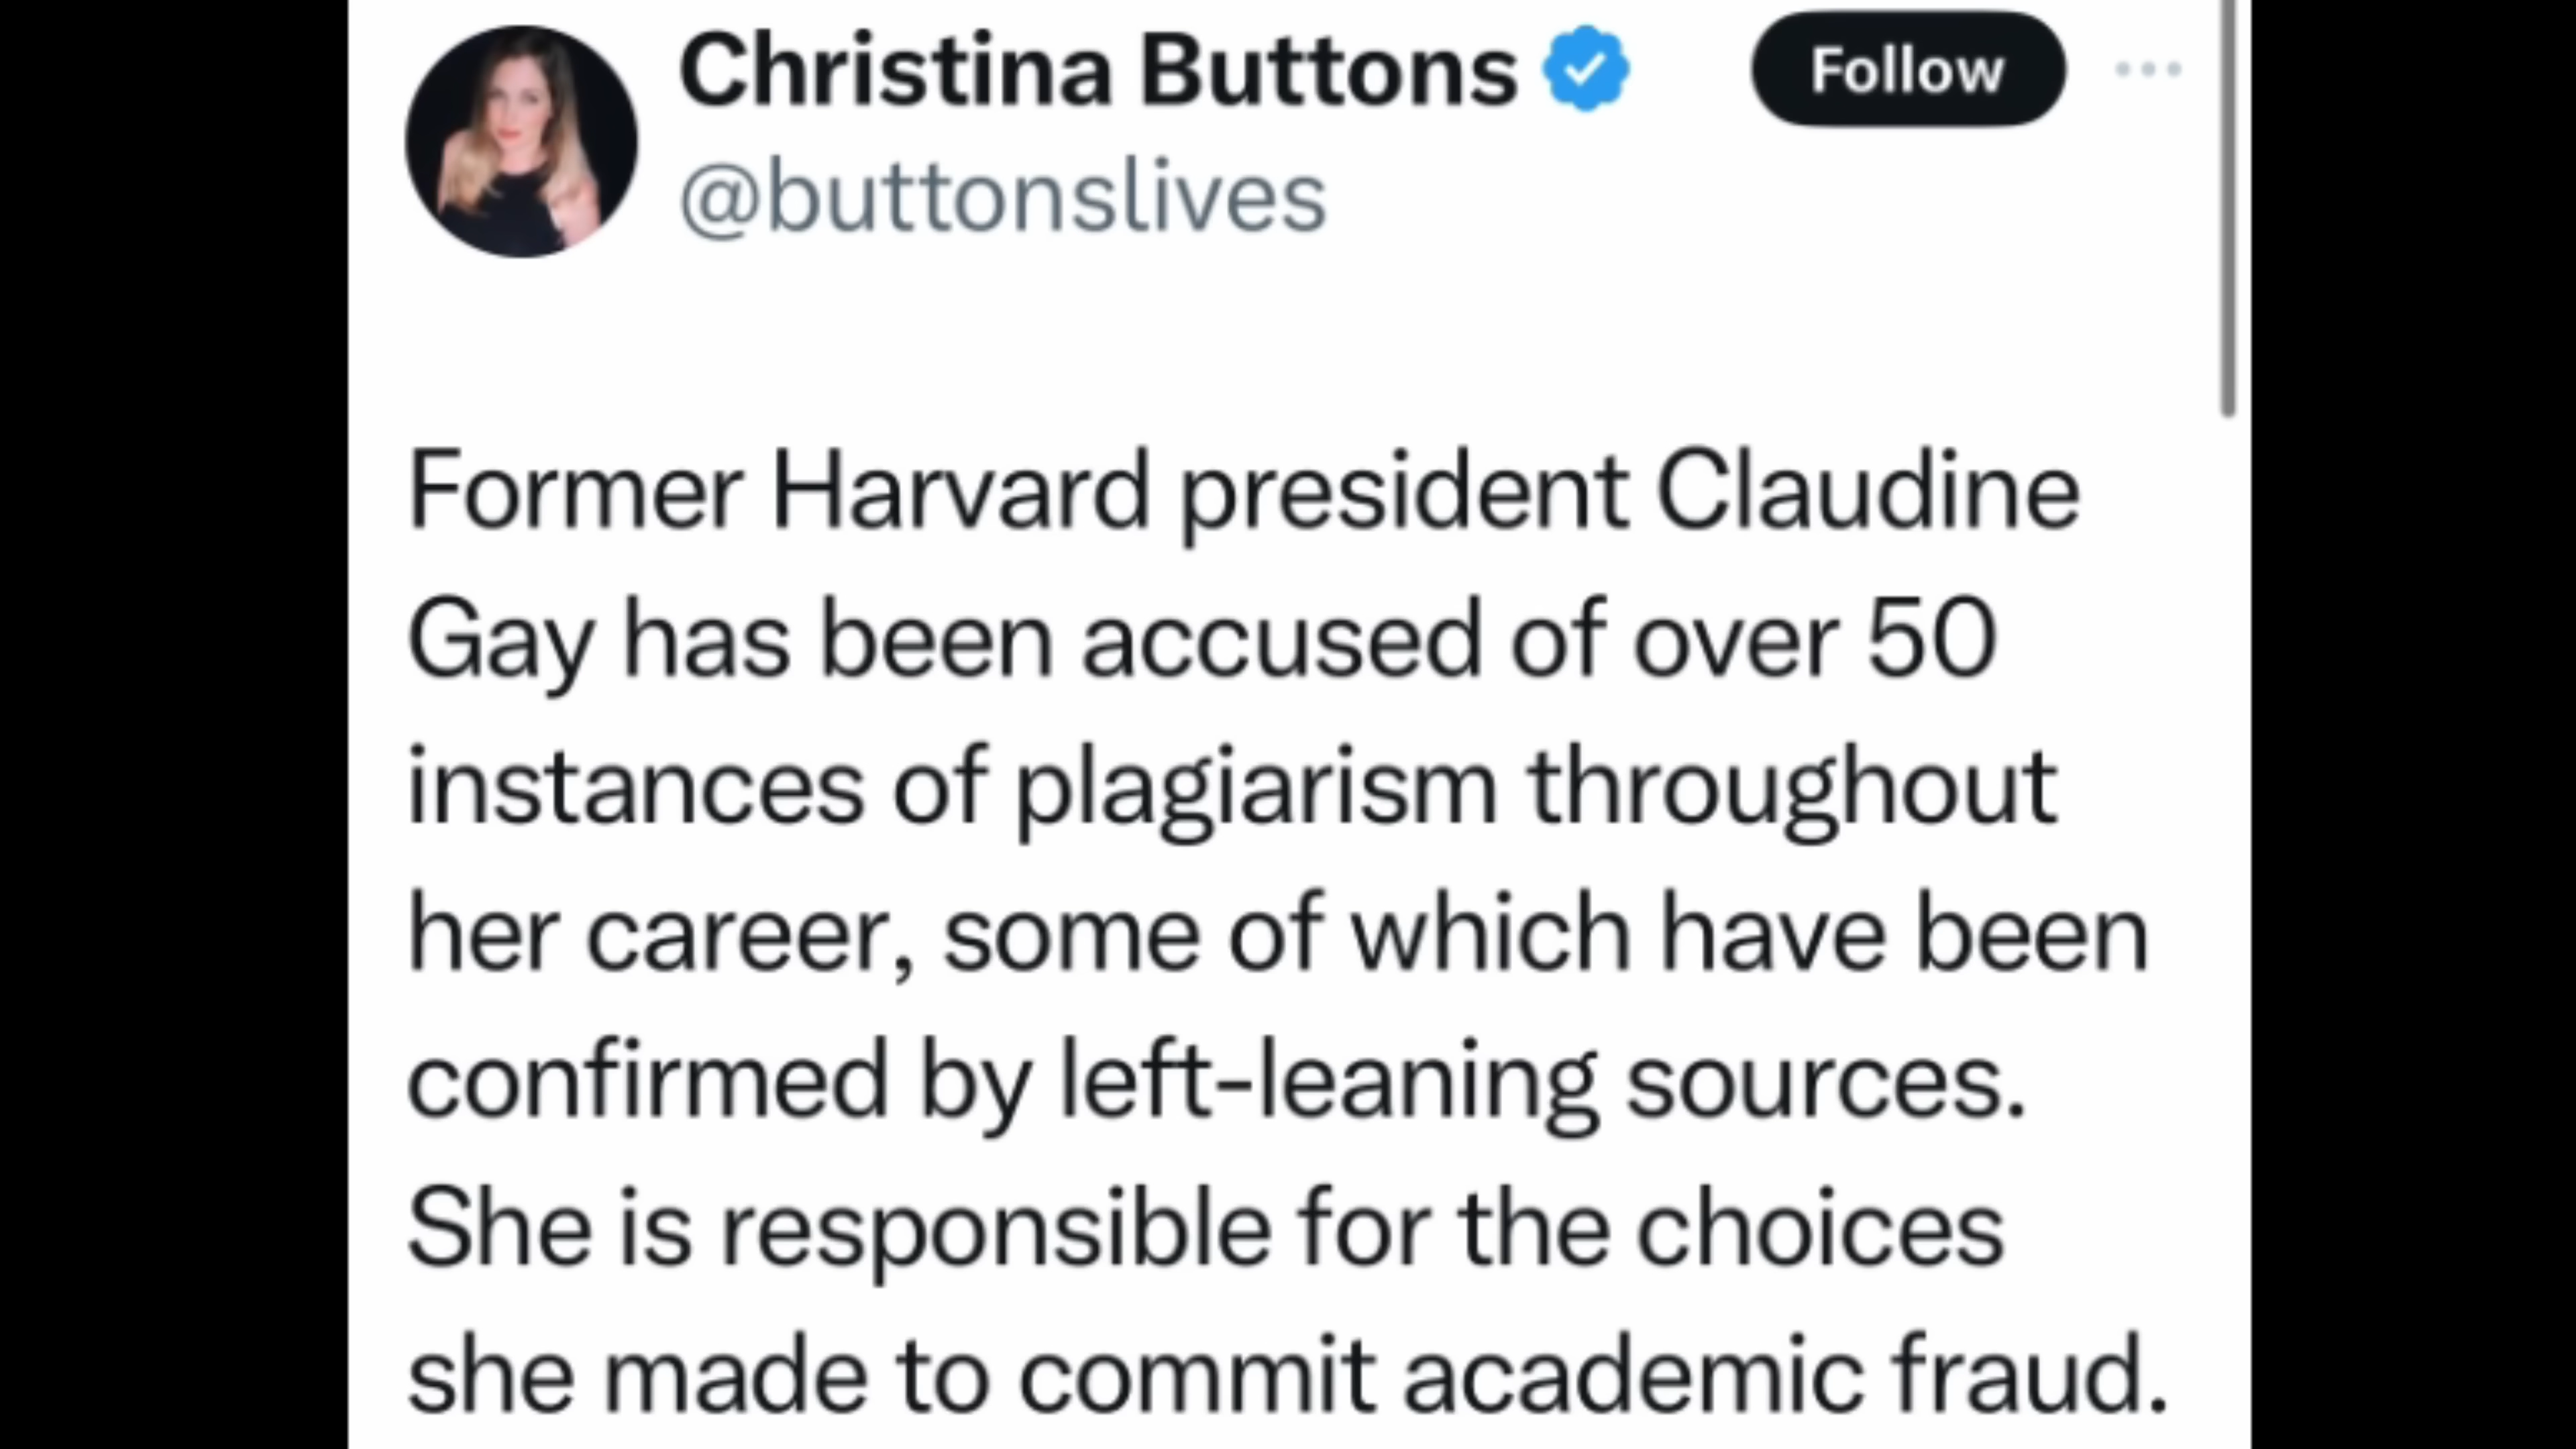 Christina Buttons
Follow
@buttonslives
Former Harvard president Claudine
Gay has been accused of over 50
instances of plagiarism throughout
her career, some of which have been
confirmed by left-leaning sources.
She is responsible for the choices
she made to commit academic fraud.